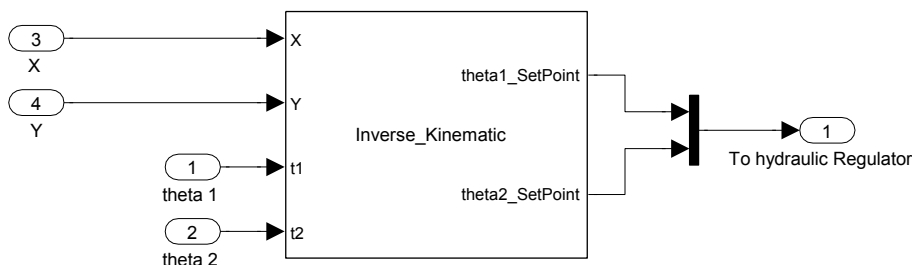 3
X
X
theta1_SetPoint
4
Y
Y
Inverse_Kinematic
1
To hydraulic Regulator
1
theta 1
t1
theta2_SetPoint
2
theta 2
t2